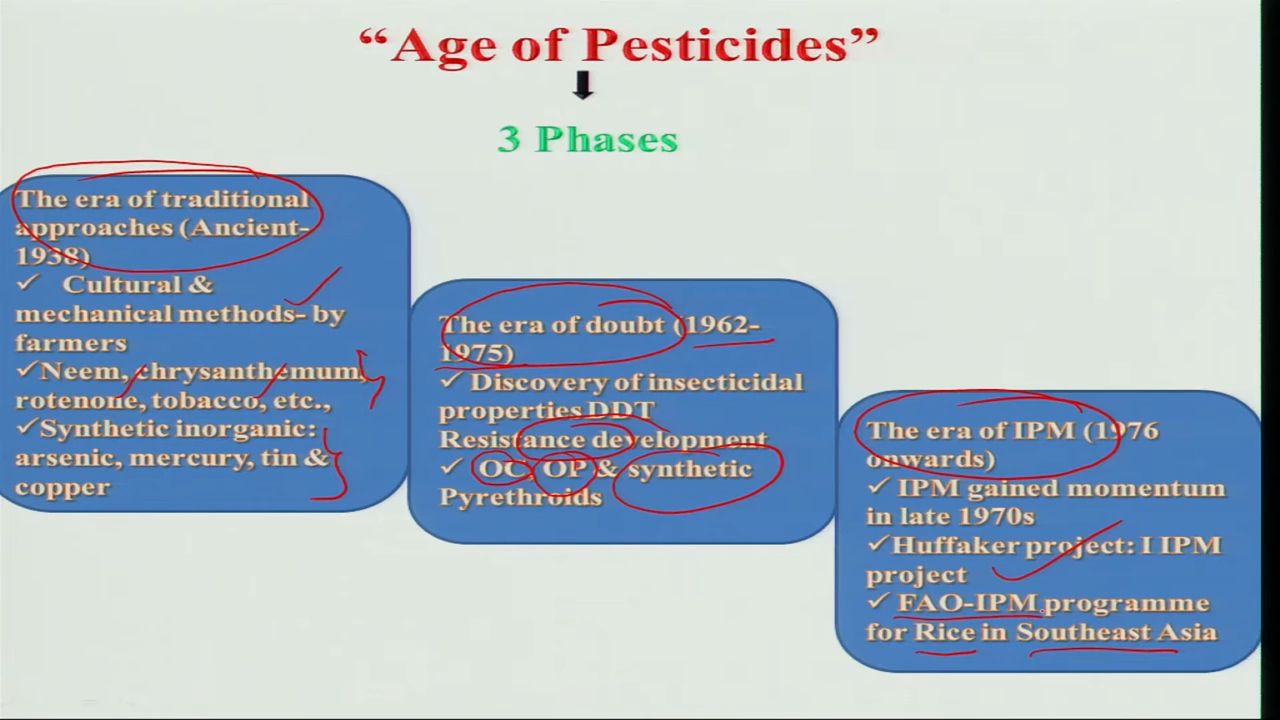 “Age of Pesticides”
3 Phases
The era of traditional
approaches (Ancient-
1938)
✓ Cultural &
mechanical methods- by
farmers
✓Neem, chrysanthemum,
rotenone, tobacco, etc.,
✓Synthetic inorganic:
arsenic, mercury, tin &
copper
The era of doubt (1962-
1975)
✓ Discovery of insecticidal
properties DDT
Resistance development
✓ OC, OP & synthetic
Pyrethroids
The era of IPM (1976
onwards)
✓ IPM gained momentum
in late 1970s
✓Huffaker project: I IPM
project
✓ FAO-IPM programme
for Rice in Southeast Asia